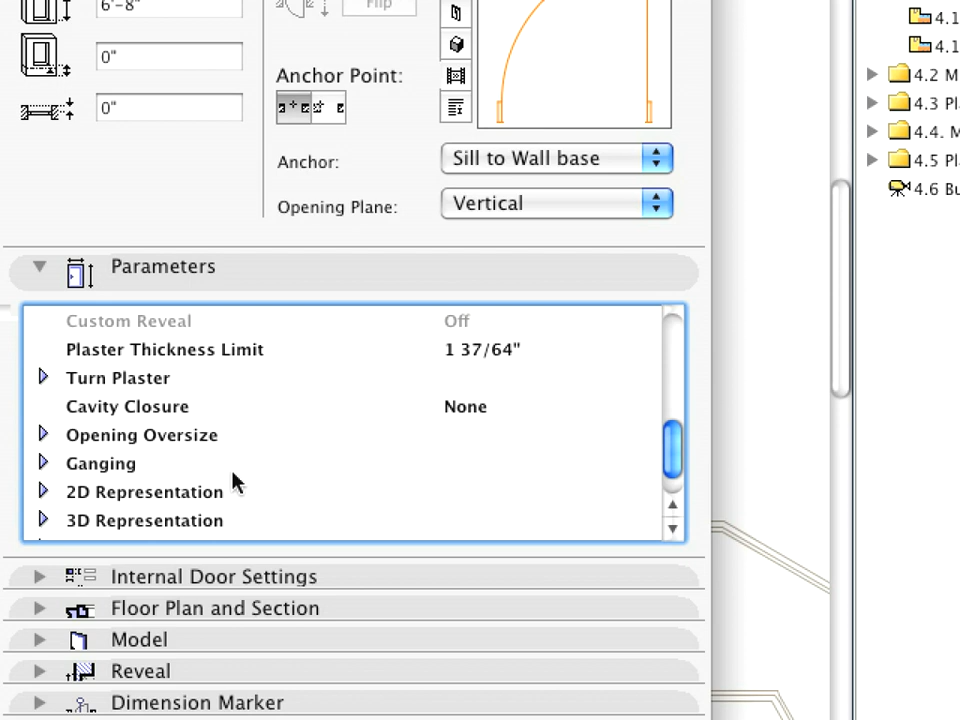 6'-8"
Flip
4.1
0"
4.1
Anchor Point:
4.2 M
0"
4.3 Pl
Anchor:
Sill to Wall base
4.4. M
4.5 Pl
Opening Plane:
Vertical
4.6 Bu
Parameters
Custom Reveal Off
Plaster Thickness Limit 1 37/64"
Turn Plaster
Cavity Closure None
Opening Oversize
Ganging
2D Representation
3D Representation
Internal Door Settings
Floor Plan and Section
Model
Reveal
Dimension Marker